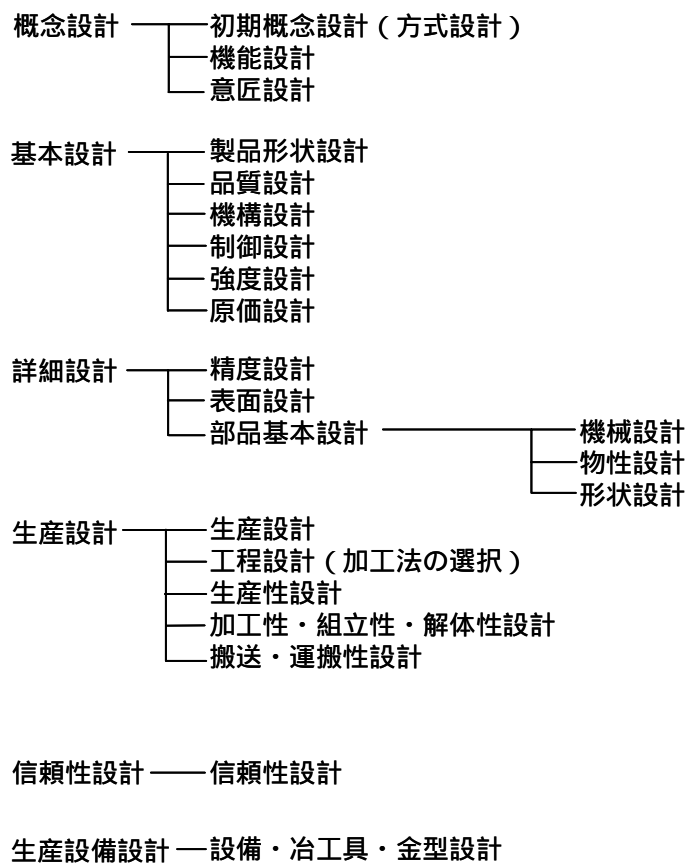 概念設計 初期概念設計(方式設計)
機能設計
意匠設計
基本設計 製品形状設計
品質設計
機構設計
制御設計
強度設計
原価設計
詳細設計 精度設計
表面設計
部品基本設計 機械設計
物性設計
形状設計
生産設計 生産設計
工程設計(加工法の選択)
生産性設計
加工性・組立性・解体性設計
搬送・運搬性設計
信頼性設計 信頼性設計
生産設備設計 設備・冶工具・金型設計